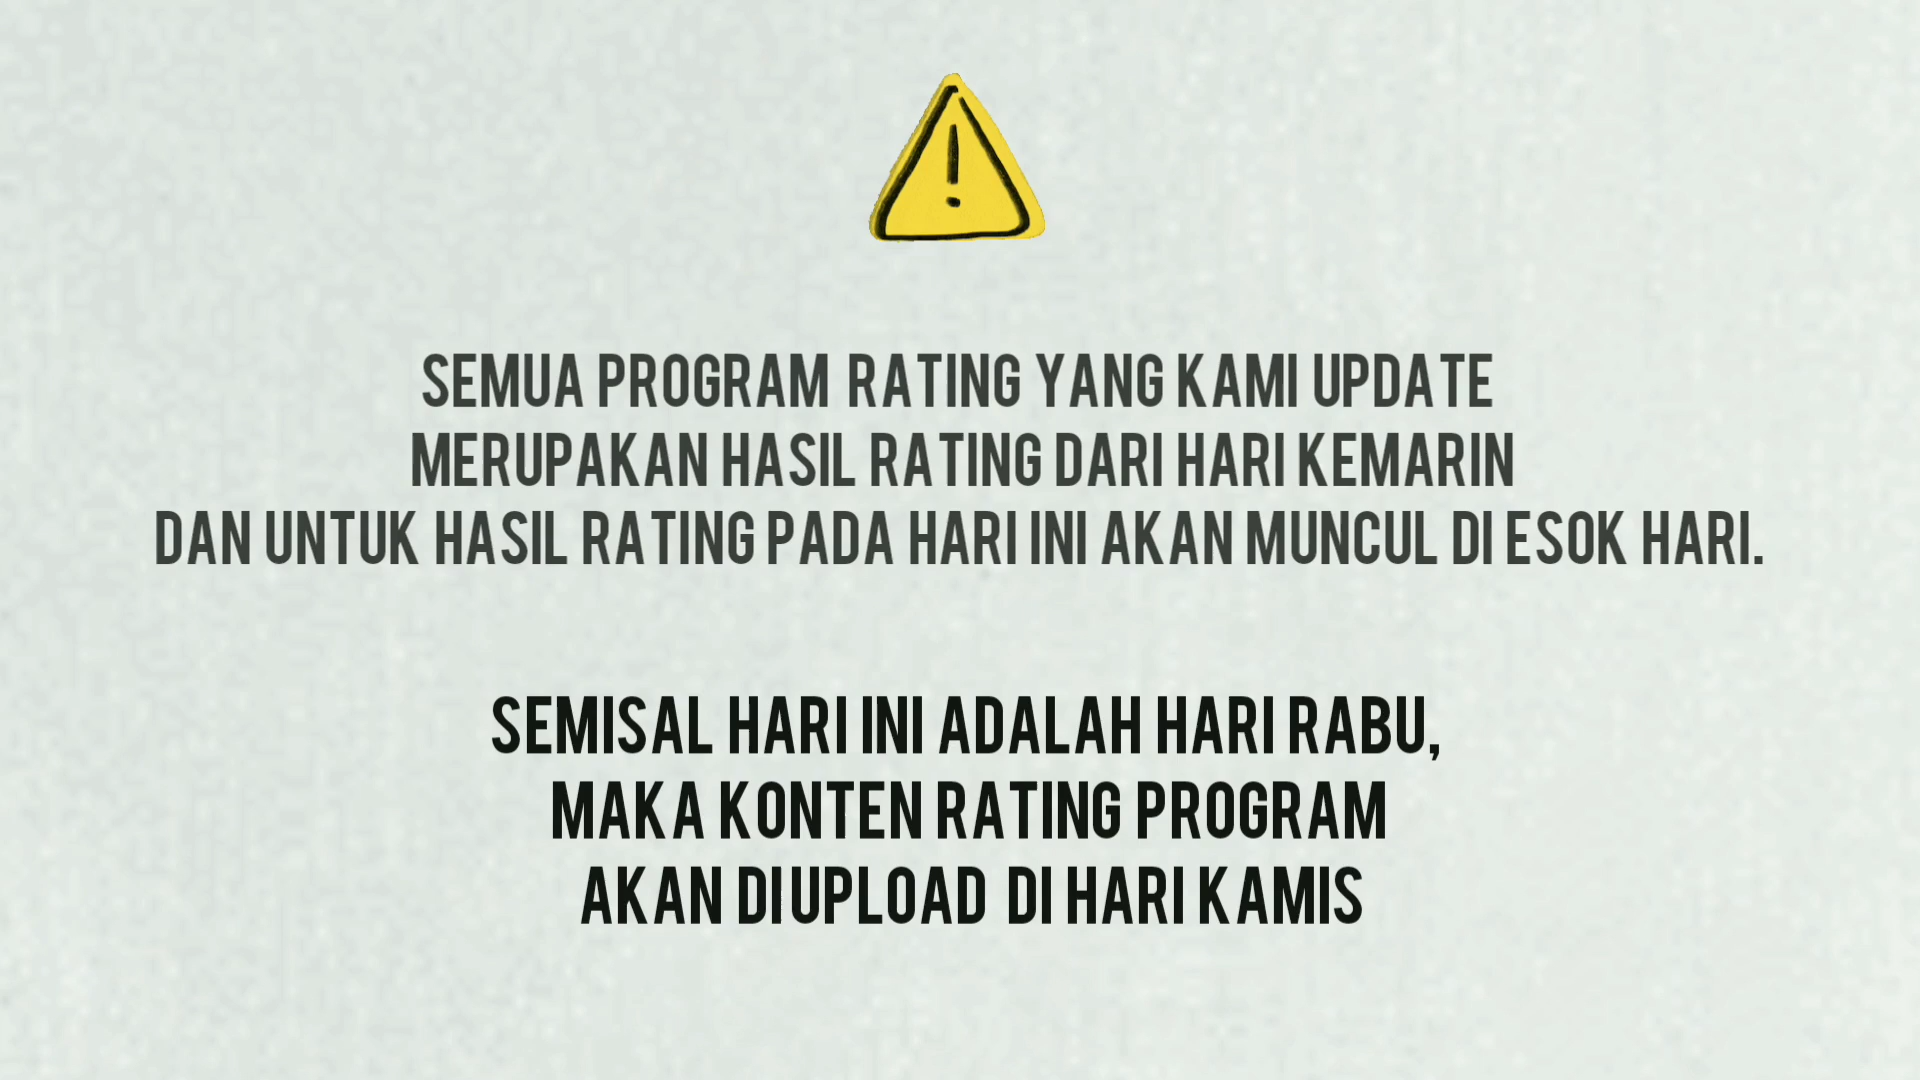 SEMUA PROGRAM RATING YANG KAMI UPDATE
MERUPAKAN HASIL RATING DARI HARI KEMARIN
DAN UNTUK HASIL RATING PADA HARI INI AKAN MUNCUL DI ESOK HARI.
SEMISAL HARI INI ADALAH HARI RABU,
MAKA KONTEN RATING PROGRAM
AKAN DIUPLOAD DI HARI KAMIS